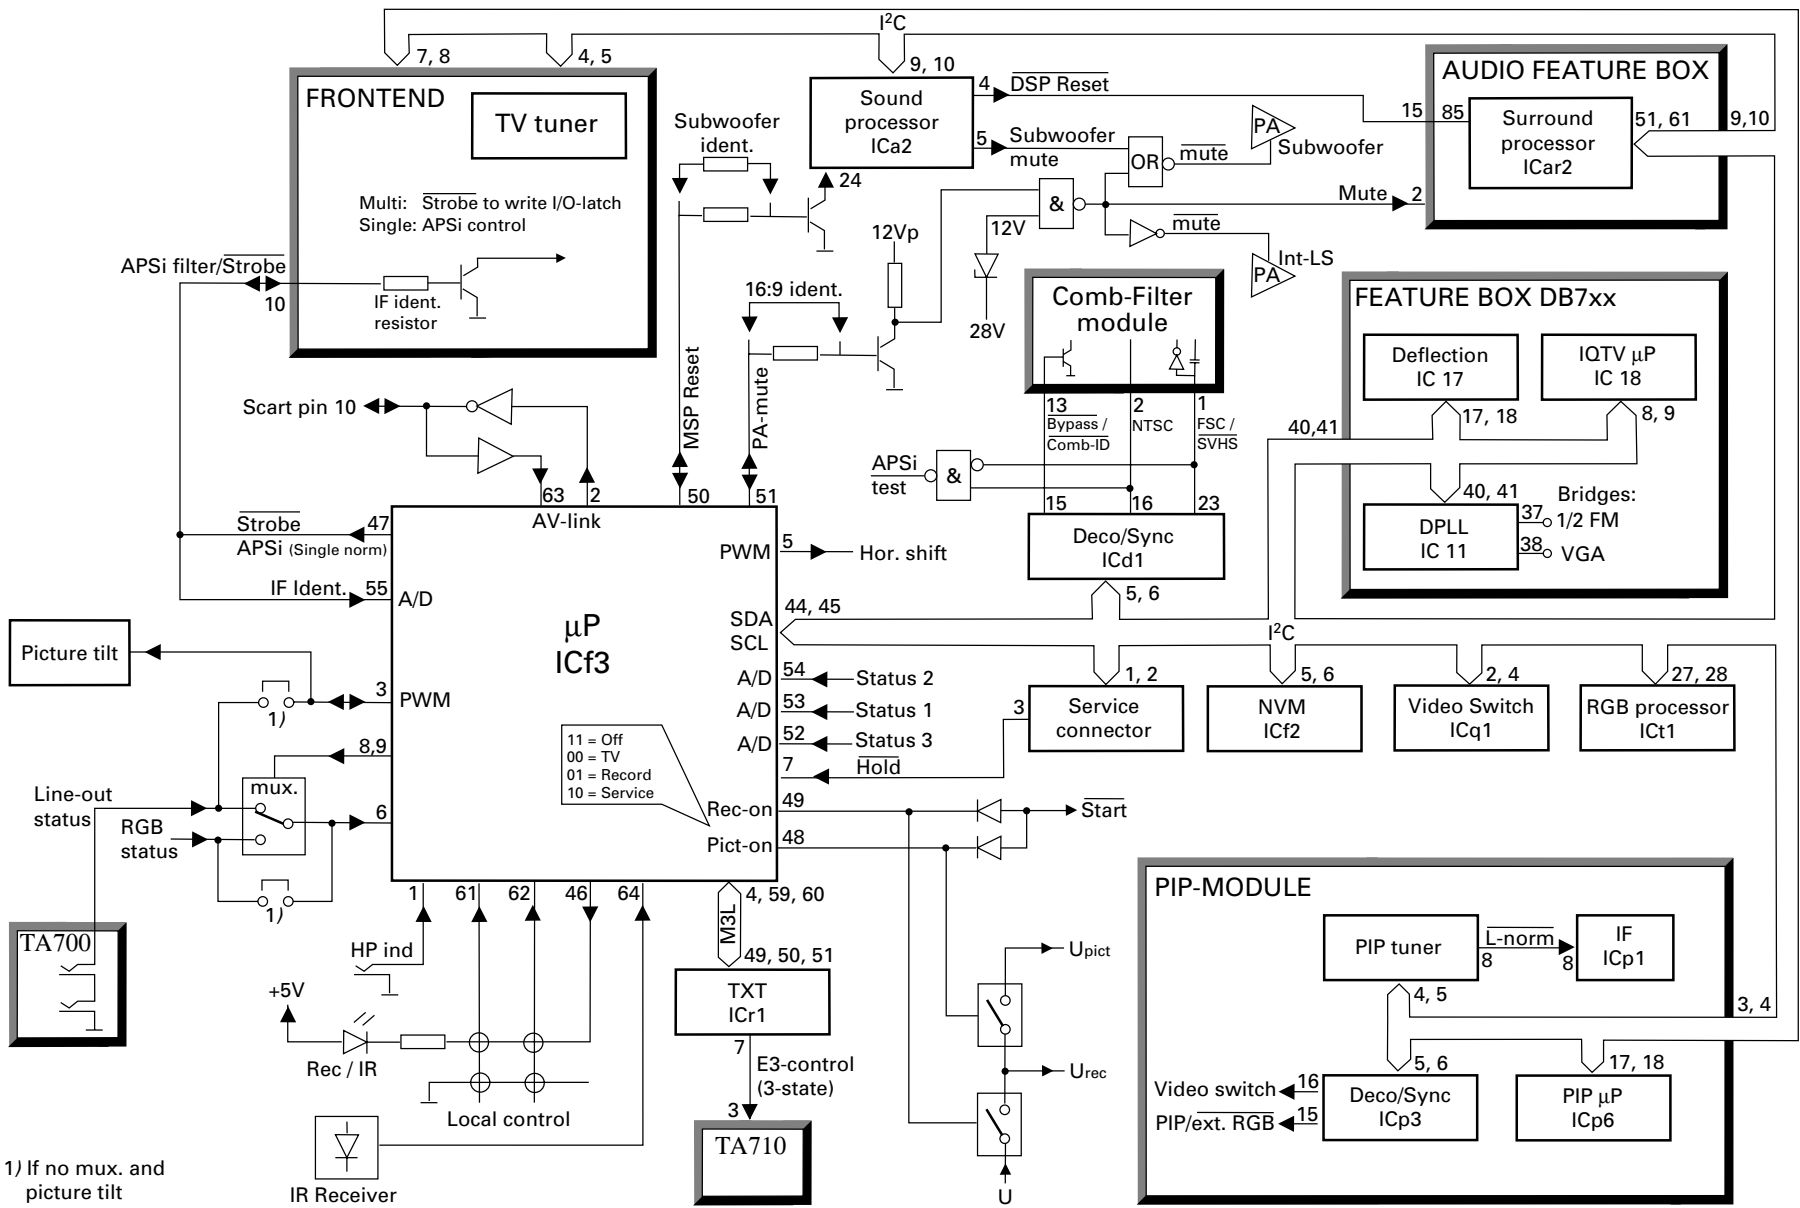 I²C
7, 8
4, 5
9, 10
FRONTEND
TV tuner
Multi: Strobe to write I/O-latch
Single: APSi control
APSi filter/Strobe
10
IF ident.
resistor
Subwoofer
ident.
Sound
processor
ICa2
4
DSP Reset
5
Subwoofer
mute
24
OR
mute
PA
Subwoofer
&
12V
28V
12Vp
Mute
2
mute
PA
Int-LS
AUDIO FEATURE BOX
15
85
Surround
processor
ICar2
51, 61
9,10
16:9 ident.
MSP Reset
PA-mute
Comb-Filter
module
13
Bypass /
Comb-ID
2
NTSC
1
FSC /
SVHS
APSi
test
&
15
16
23
Deco/Sync
ICd1
5, 6
FEATURE BOX DB7xx
Deflection
IC 17
IQTV µP
IC 18
17, 18
8, 9
40,41
40, 41
DPLL
IC 11
Bridges:
37
1/2 FM
38
VGA
Scart pin 10
63
2
AV-link
50
51
Strobe
47
APSi (Single norm)
IF Ident.
55
A/D
µP
ICf3
PWM
5
Hor. shift
SDA
SCL
44, 45
I²C
A/D
54
Status 2
A/D
53
Status 1
A/D
52
Status 3
7
Hold
Rec-on
49
Start
Pict-on
48
11 = Off
00 = TV
01 = Record
10 = Service
1, 2
3
Service
connector
5, 6
NVM
ICf2
2, 4
Video Switch
ICq1
27, 28
RGB processor
ICt1
Picture tilt
3
PWM
1)
8,9
mux.
Line-out
status
RGB
status
6
1)
TA700
1
61
62
46
64
HP ind
+5V
Rec / IR
Local control
IR Receiver
M3L
4, 59, 60
49, 50, 51
TXT
ICr1
7
E3-control
(3-state)
3
TA710
Upict
Urec
U
PIP-MODULE
PIP tuner
L-norm
8
8
IF
ICp1
4, 5
3, 4
5, 6
17, 18
Video switch
16
PIP/ext. RGB
15
Deco/Sync
ICp3
PIP µP
ICp6
1) If no mux. and
picture tilt